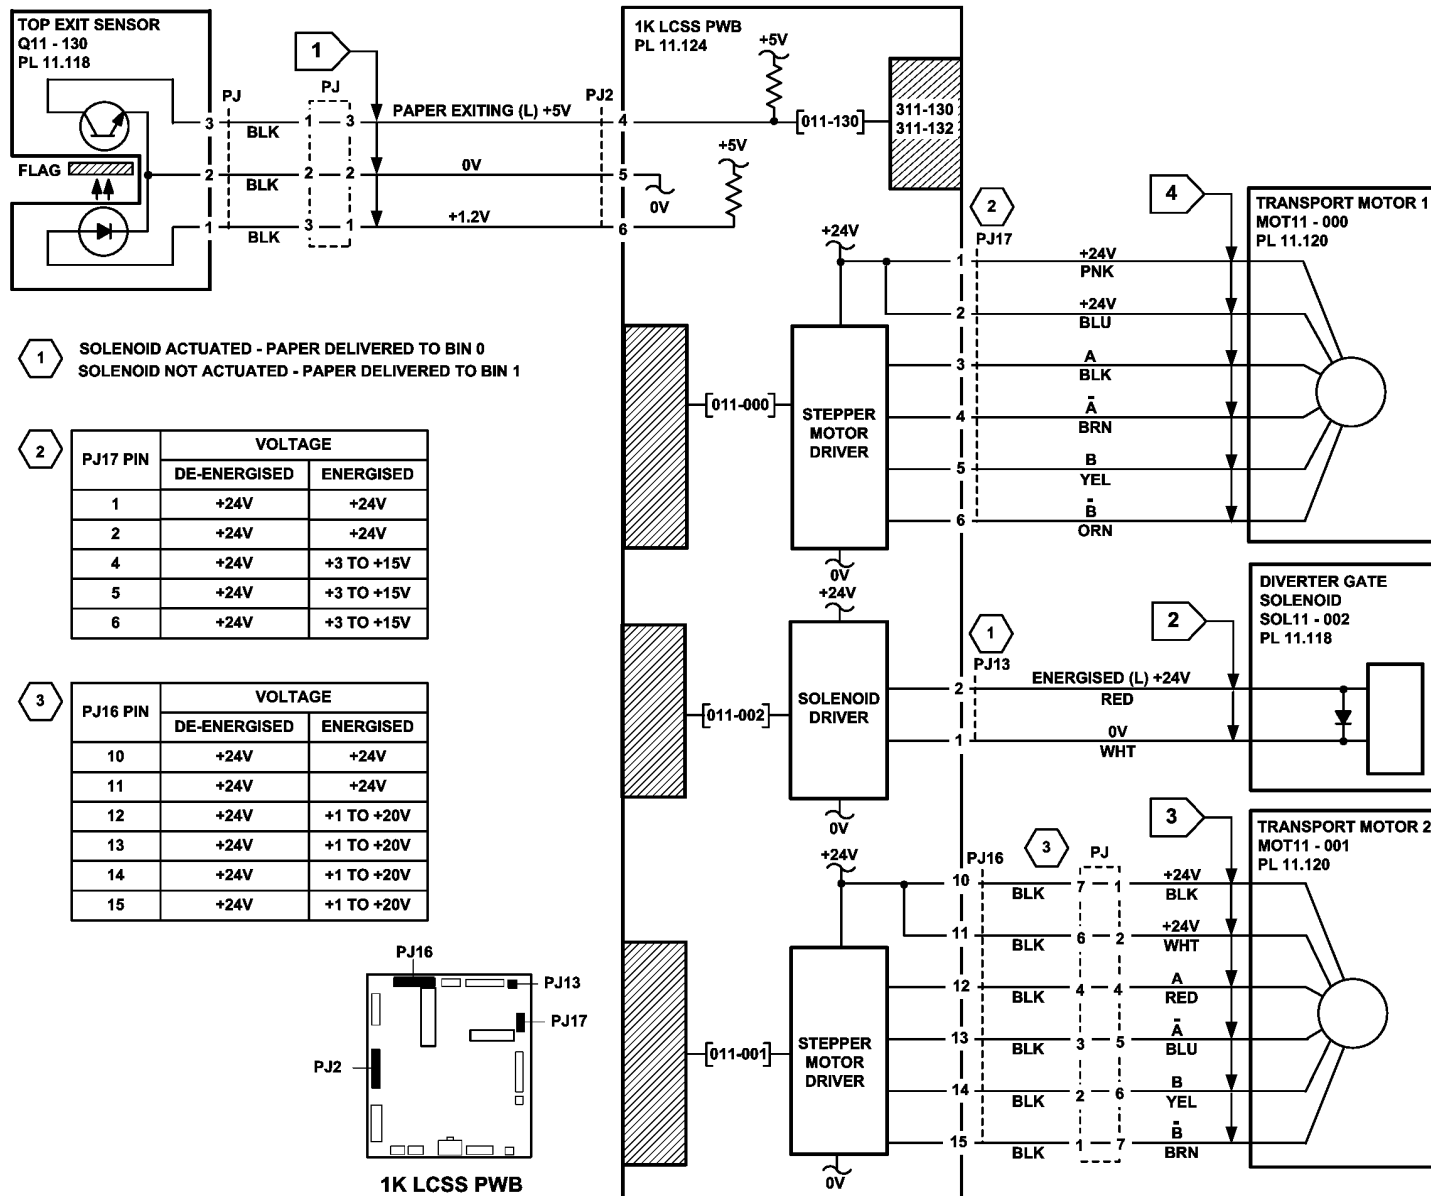 TOP EXIT SENSOR
Q11 - 130
PL 11.118
FLAG
3
2
1
PJ
BLK
BLK
BLK
1
PJ
1 3
2 2
3 1
PAPER EXITING (L) +5V
0V
+1.2V
PJ2
4
5
6
1K LCSS PWB
PL 11.124
+5V
+5V
0V
011-130
311-130
311-132
1
SOLENOID ACTUATED - PAPER DELIVERED TO BIN 0
SOLENOID NOT ACTUATED - PAPER DELIVERED TO BIN 1
2
PJ17 PIN VOLTAGE
DE-ENERGISED ENERGISED
1 +24V +24V
2 +24V +24V
4 +24V +3 TO +15V
5 +24V +3 TO +15V
6 +24V +3 TO +15V
3
PJ16 PIN VOLTAGE
DE-ENERGISED ENERGISED
10 +24V +24V
11 +24V +24V
12 +24V +1 TO +20V
13 +24V +1 TO +20V
14 +24V +1 TO +20V
15 +24V +1 TO +20V
PJ16
PJ13
PJ17
PJ2
1K LCSS PWB
011-000
+24V
STEPPER
MOTOR
DRIVER
0V
2
PJ17
4
TRANSPORT MOTOR 1
MOT11 - 000
PL 11.120
1 +24V
PNK
2 +24V
BLU
3 A
BLK
4 Ā
BRN
5 B
YEL
6 B̄
ORN
011-002
+24V
SOLENOID
DRIVER
0V
1
PJ13
2
DIVERTER GATE
SOLENOID
SOL11 - 002
PL 11.118
2 ENERGISED (L) +24V
RED
1 0V
WHT
011-001
+24V
STEPPER
MOTOR
DRIVER
0V
PJ16
3
PJ
3
TRANSPORT MOTOR 2
MOT11 - 001
PL 11.120
10 7 1 +24V
BLK BLK
11 6 2 +24V
BLK WHT
12 4 4 A
BLK RED
13 3 5 Ā
BLK BLU
14 2 6 B
BLK YEL
15 1 7 B̄
BLK BRN